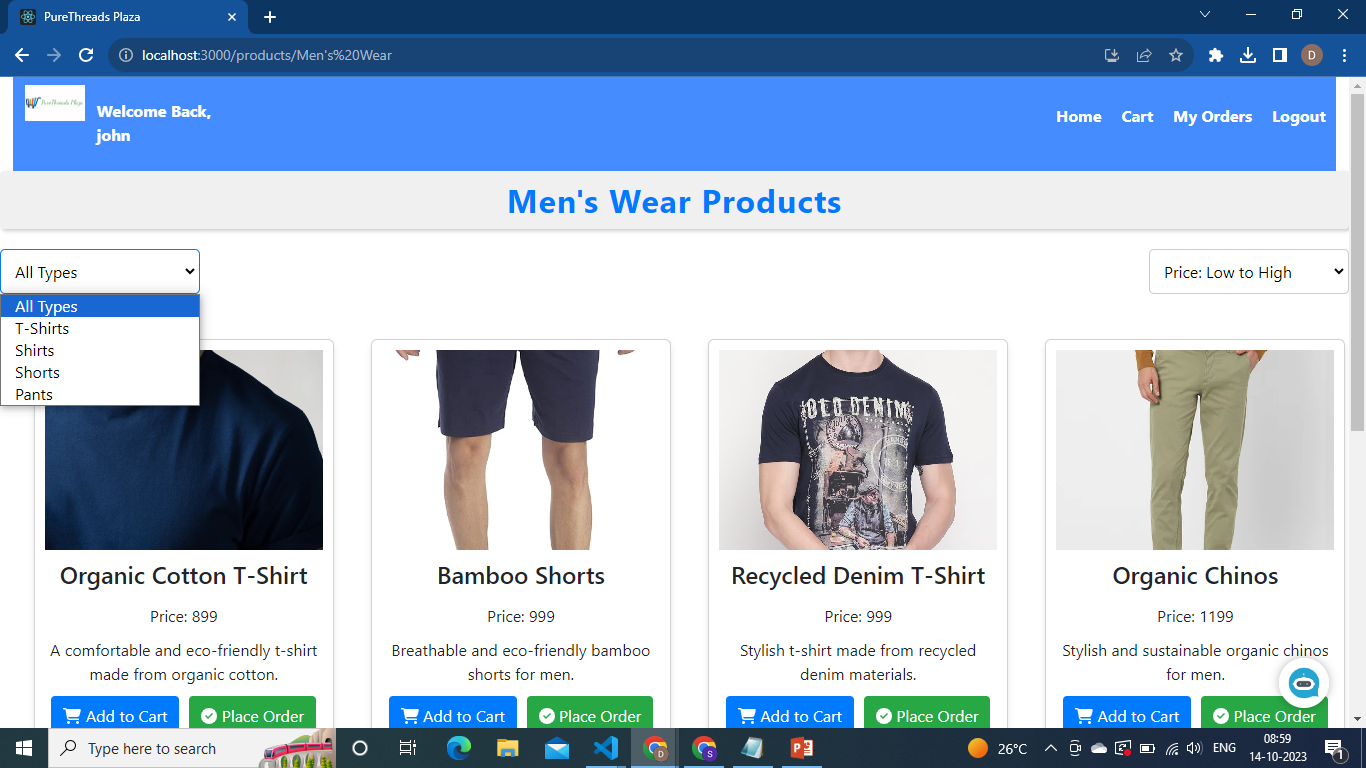 PureThreads Plaza
localhost:3000/products/Men's%20Wear
D
PureThreads Plaza
Welcome Back,
john
Home Cart My Orders Logout
Men's Wear Products
All Types
Price: Low to High
All Types
T-Shirts
Shirts
Shorts
Pants
OLD DENIM
Organic Cotton T-Shirt
Price: 899
A comfortable and eco-friendly t-shirt
made from organic cotton.
Add to Cart Place Order
Bamboo Shorts
Price: 999
Breathable and eco-friendly bamboo
shorts for men.
Add to Cart Place Order
Recycled Denim T-Shirt
Price: 999
Stylish t-shirt made from recycled
denim materials.
Add to Cart Place Order
Organic Chinos
Price: 1199
Stylish and sustainable organic chinos
for men.
Add to Cart Place Order
Type here to search
D
S
26°C
ENG
08:59
14-10-2023
1